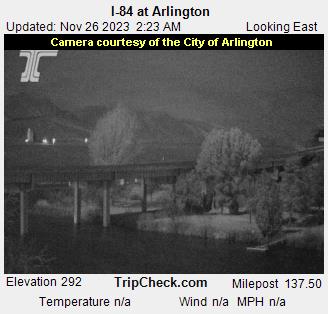 I-84 at Arlington
Updated: Nov 26 2023 2:23 AM Looking East
Camera courtesy of the City of Arlington
Elevation 292 TripCheck.com Milepost 137.50
Temperature n/a Wind n/a MPH n/a